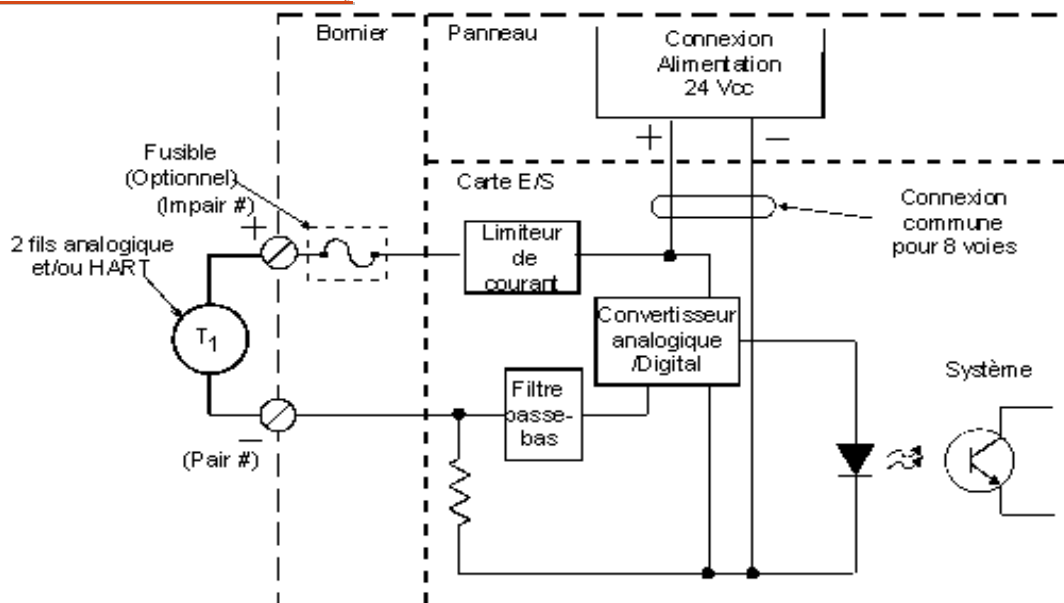 Bornier
Panneau
Connexion
Alimentation
24 Vcc
+
−
Fusible
(Optionnel)
(Impair #)
+
Carte E/S
Connexion
commune
pour 8 voies
2 fils analogique
et/ou HART
Limiteur
de
courant
T1
Convertisseur
analogique
/Digital
Filtre
passe-
bas
Système
−
(Pair #)